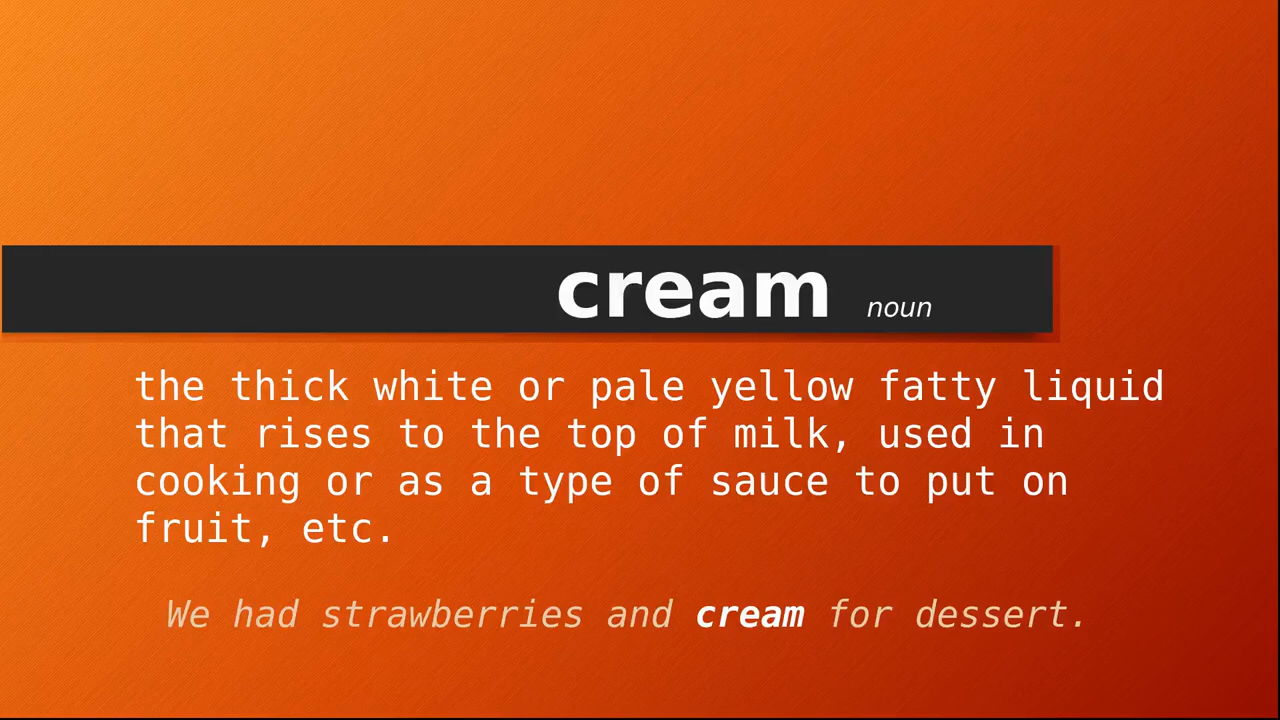 cream noun
the thick white or pale yellow fatty liquid
that rises to the top of milk, used in
cooking or as a type of sauce to put on
fruit, etc.
We had strawberries and cream for dessert.